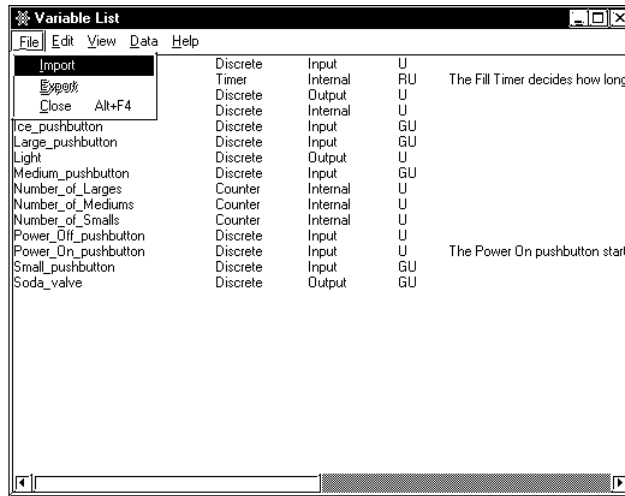 Variable List
File Edit View Data Help
Import Discrete Input U
Export Timer Internal RU The Fill Timer decides how long
Close Alt+F4 Discrete Output U
Discrete Internal U
Ice_pushbutton Discrete Input GU
Large_pushbutton Discrete Input GU
Light Discrete Output U
Medium_pushbutton Discrete Input GU
Number_of_Larges Counter Internal U
Number_of_Mediums Counter Internal U
Number_of_Smalls Counter Internal U
Power_Off_pushbutton Discrete Input U
Power_On_pushbutton Discrete Input U The Power On pushbutton start
Small_pushbutton Discrete Input GU
Soda_valve Discrete Output GU